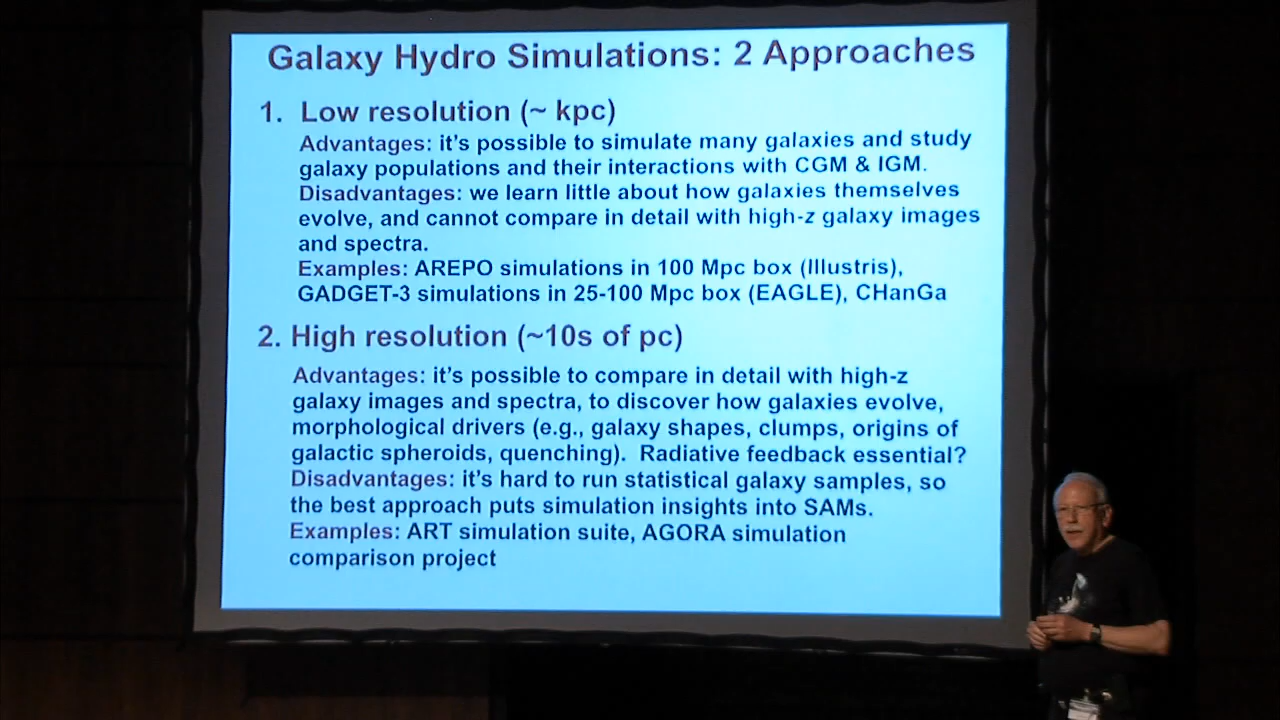 Galaxy Hydro Simulations: 2 Approaches
1. Low resolution (~ kpc)
Advantages: it's possible to simulate many galaxies and study
galaxy populations and their interactions with CGM & IGM.
Disadvantages: we learn little about how galaxies themselves
evolve, and cannot compare in detail with high-z galaxy images
and spectra.
Examples: AREPO simulations in 100 Mpc box (Illustris),
GADGET-3 simulations in 25-100 Mpc box (EAGLE), CHanGa
2. High resolution (~10s of pc)
Advantages: it's possible to compare in detail with high-z
galaxy images and spectra, to discover how galaxies evolve,
morphological drivers (e.g., galaxy shapes, clumps, origins of
galactic spheroids, quenching). Radiative feedback essential?
Disadvantages: it's hard to run statistical galaxy samples, so
the best approach puts simulation insights into SAMs.
Examples: ART simulation suite, AGORA simulation
comparison project